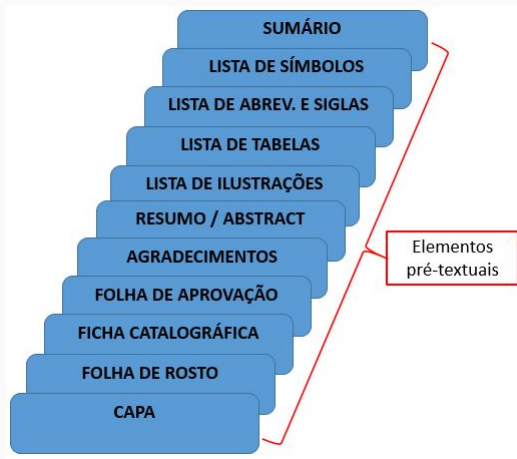 SUMÁRIO
LISTA DE SÍMBOLOS
LISTA DE ABREV. E SIGLAS
LISTA DE TABELAS
LISTA DE ILUSTRAÇÕES
RESUMO / ABSTRACT
AGRADECIMENTOS
FOLHA DE APROVAÇÃO
FICHA CATALOGRÁFICA
FOLHA DE ROSTO
CAPA
Elementos
pré-textuais